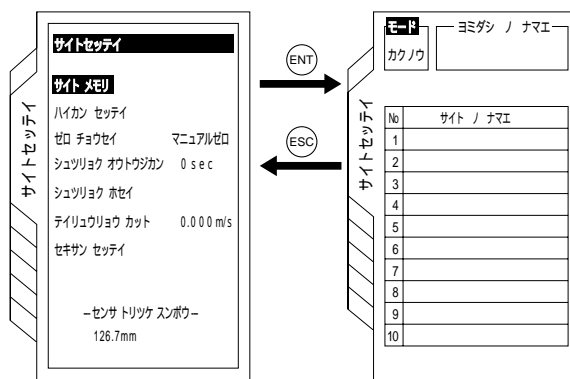 サイトセッテイ
サイトセッテイ
サイト メモリ
ハイカン セッテイ
ゼロ チョウセイ マニュアルゼロ
シュツリョク オウトウジカン 0 sec
シュツリョク ホセイ
テイリュウリョウ カット 0.000 m/s
セキサン セッテイ
−センサ トリツケ スンポウ−
126.7mm
ENT
ESC
サイトセッテイ
モード
カクノウ
ヨミダシ ノ ナマエ
No サイト ノ ナマエ
1
2
3
4
5
6
7
8
9
10